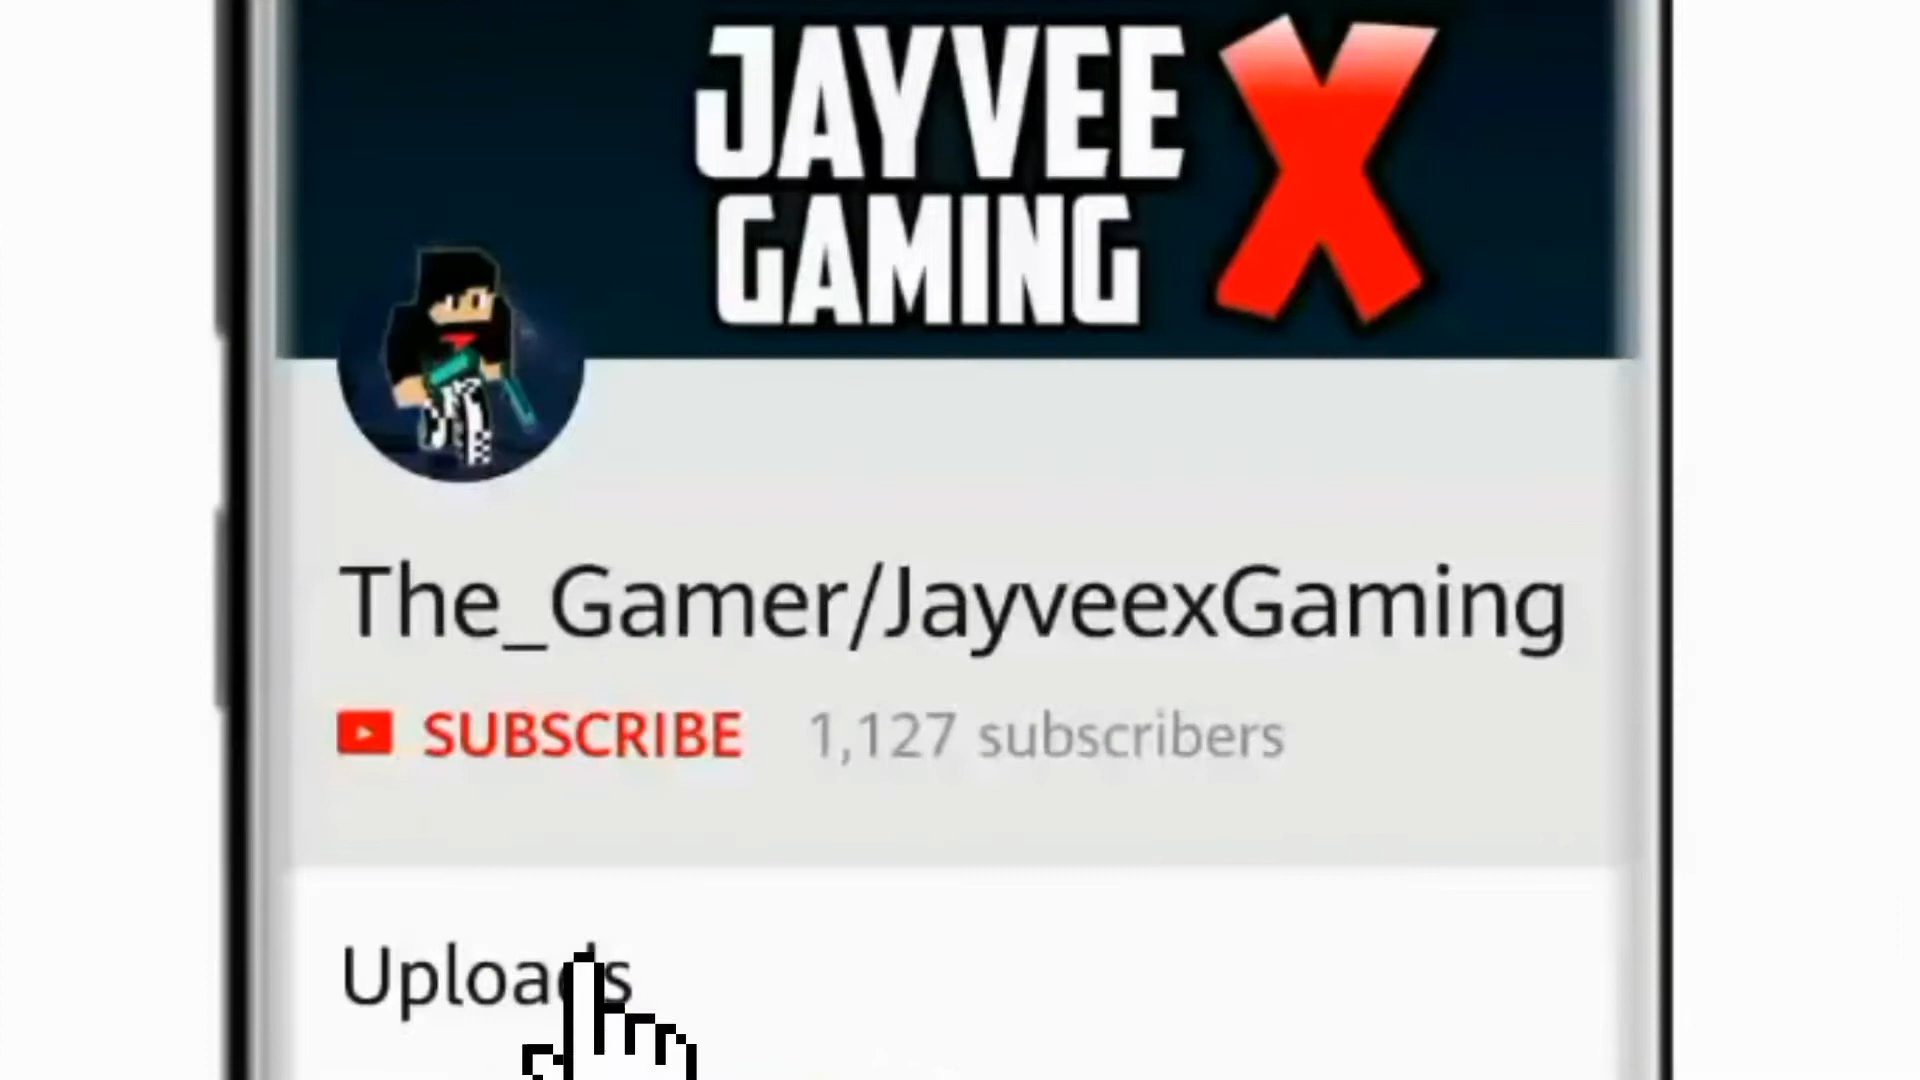 JAYVEE X
GAMING
The_Gamer/JayveexGaming
SUBSCRIBE 1,127 subscribers
Uploads